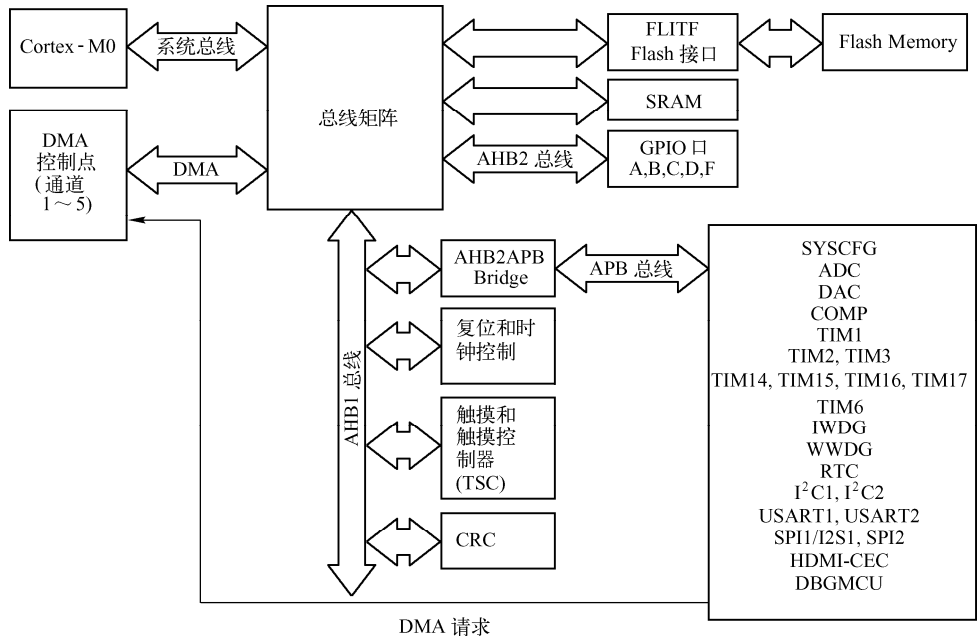 Cortex-M0
系统总线
总线矩阵
FLITF
Flash 接口
Flash Memory
SRAM
DMA
控制点
(通道
1～5)
DMA
AHB2 总线
GPIO 口
A,B,C,D,F
AHB1 总线
AHB2APB
Bridge
APB 总线
复位和时
钟控制
触摸和
触摸控
制器
(TSC)
CRC
SYSCFG
ADC
DAC
COMP
TIM1
TIM2, TIM3
TIM14, TIM15, TIM16, TIM17
TIM6
IWDG
WWDG
RTC
I²C1, I²C2
USART1, USART2
SPI1/I2S1, SPI2
HDMI-CEC
DBGMCU
DMA 请求